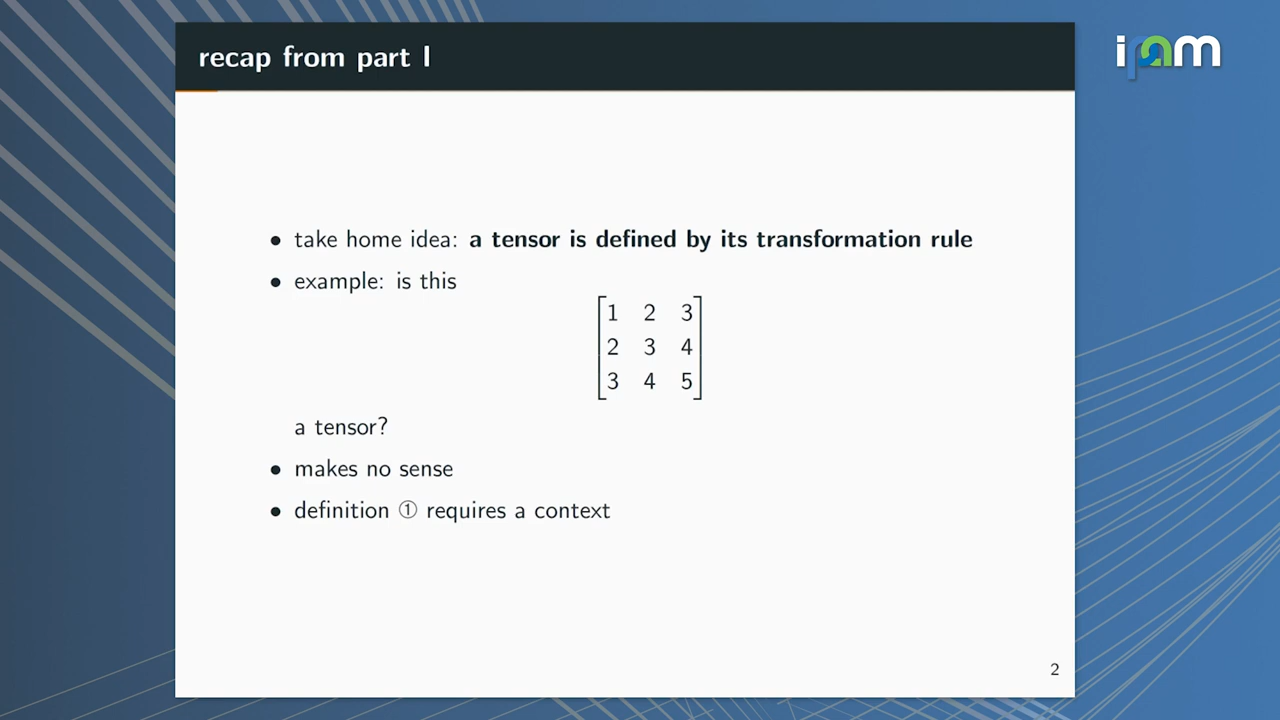 recap from part I
ipam
• take home idea: a tensor is defined by its transformation rule
• example: is this
1 2 3
2 3 4
3 4 5
a tensor?
• makes no sense
• definition ① requires a context
2